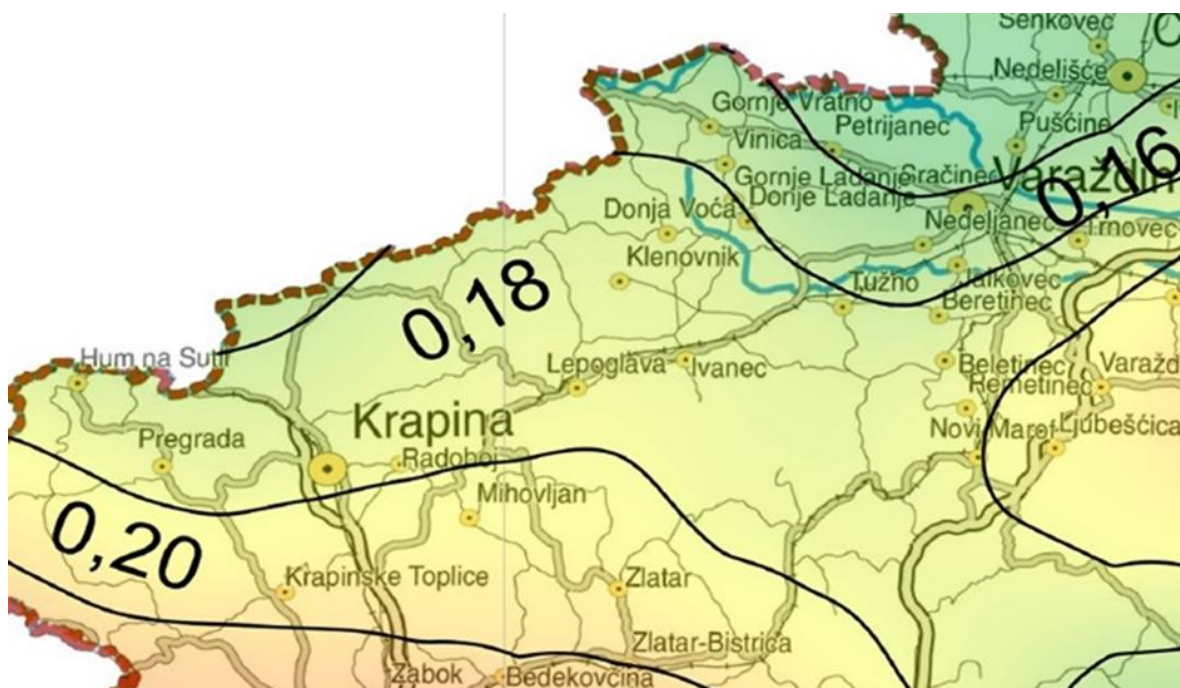 Senkovec
Nedelišće
Gornje Vratno
Petrijanec
Pušćine
Vinica
Gornje Ladanje
Sračinec
Varaždin
0,16
Donja Voća
Donje Ladanje
Nedeljanec
Trnovec
Klenovnik
Tužno
Jalkovec
Beretinec
0,18
Hum na Sutli
Lepoglava
Ivanec
Beletinec
Varažd
Remetinec
Krapina
Novi Marof
Ljubešćica
Pregrada
Radoboj
Mihovljan
0,20
Krapinske Toplice
Zlatar
Zlatar-Bistrica
Zabok
Bedekovčina